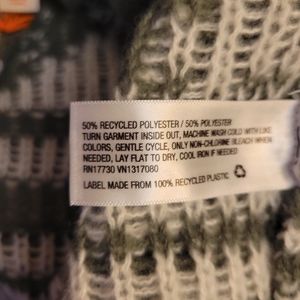 50% RECYCLED POLYESTER / 50% POLYESTER
TURN GARMENT INSIDE OUT, MACHINE WASH COLD WITH LIKE
COLORS, GENTLE CYCLE, ONLY NON-CHLORINE BLEACH WHEN
NEEDED, LAY FLAT TO DRY, COOL IRON IF NEEDED
RN17730 VN1317080
LABEL MADE FROM 100% RECYCLED PLASTIC